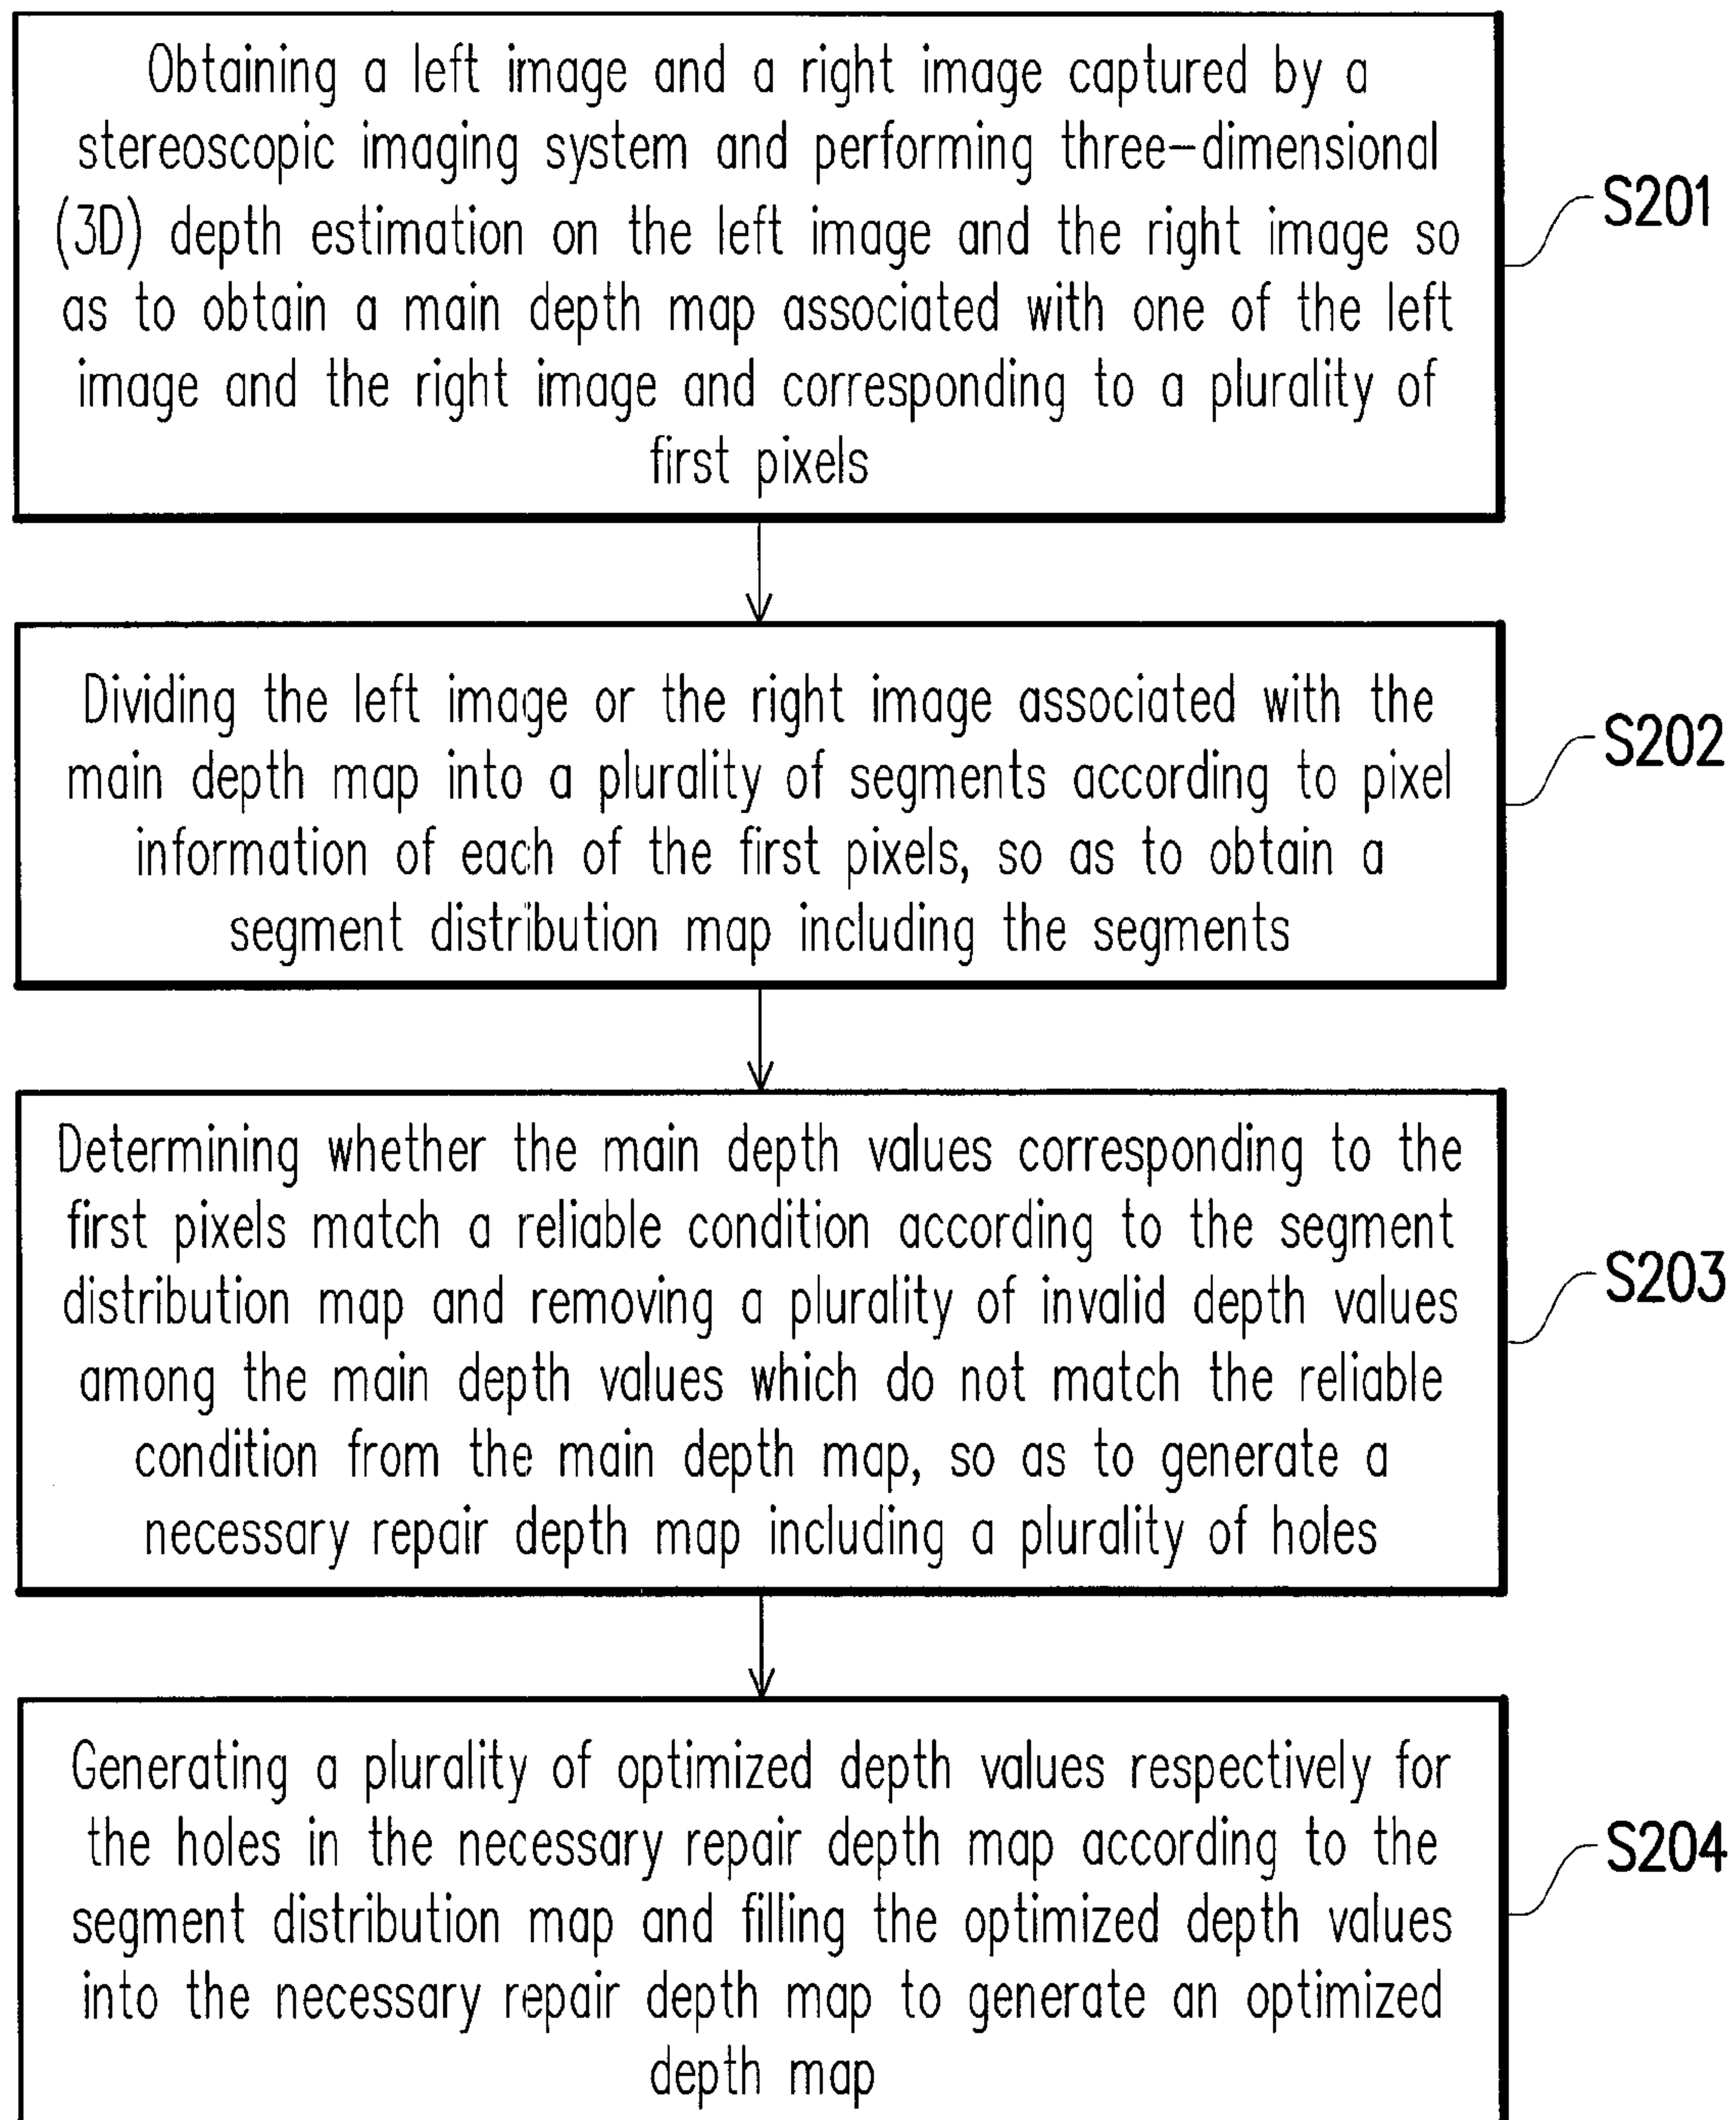 Obtaining a left image and a right image captured by a
stereoscopic imaging system and performing three-dimensional
(3D) depth estimation on the left image and the right image so
as to obtain a main depth map associated with one of the left
image and the right image and corresponding to a plurality of
first pixels
S201
Dividing the left image or the right image associated with the
main depth map into a plurality of segments according to pixel
information of each of the first pixels, so as to obtain a
segment distribution map including the segments
S202
Determining whether the main depth values corresponding to the
first pixels match a reliable condition according to the segment
distribution map and removing a plurality of invalid depth values
among the main depth values which do not match the reliable
condition from the main depth map, so as to generate a
necessary repair depth map including a plurality of holes
S203
Generating a plurality of optimized depth values respectively for
the holes in the necessary repair depth map according to the
segment distribution map and filling the optimized depth values
into the necessary repair depth map to generate an optimized
depth map
S204